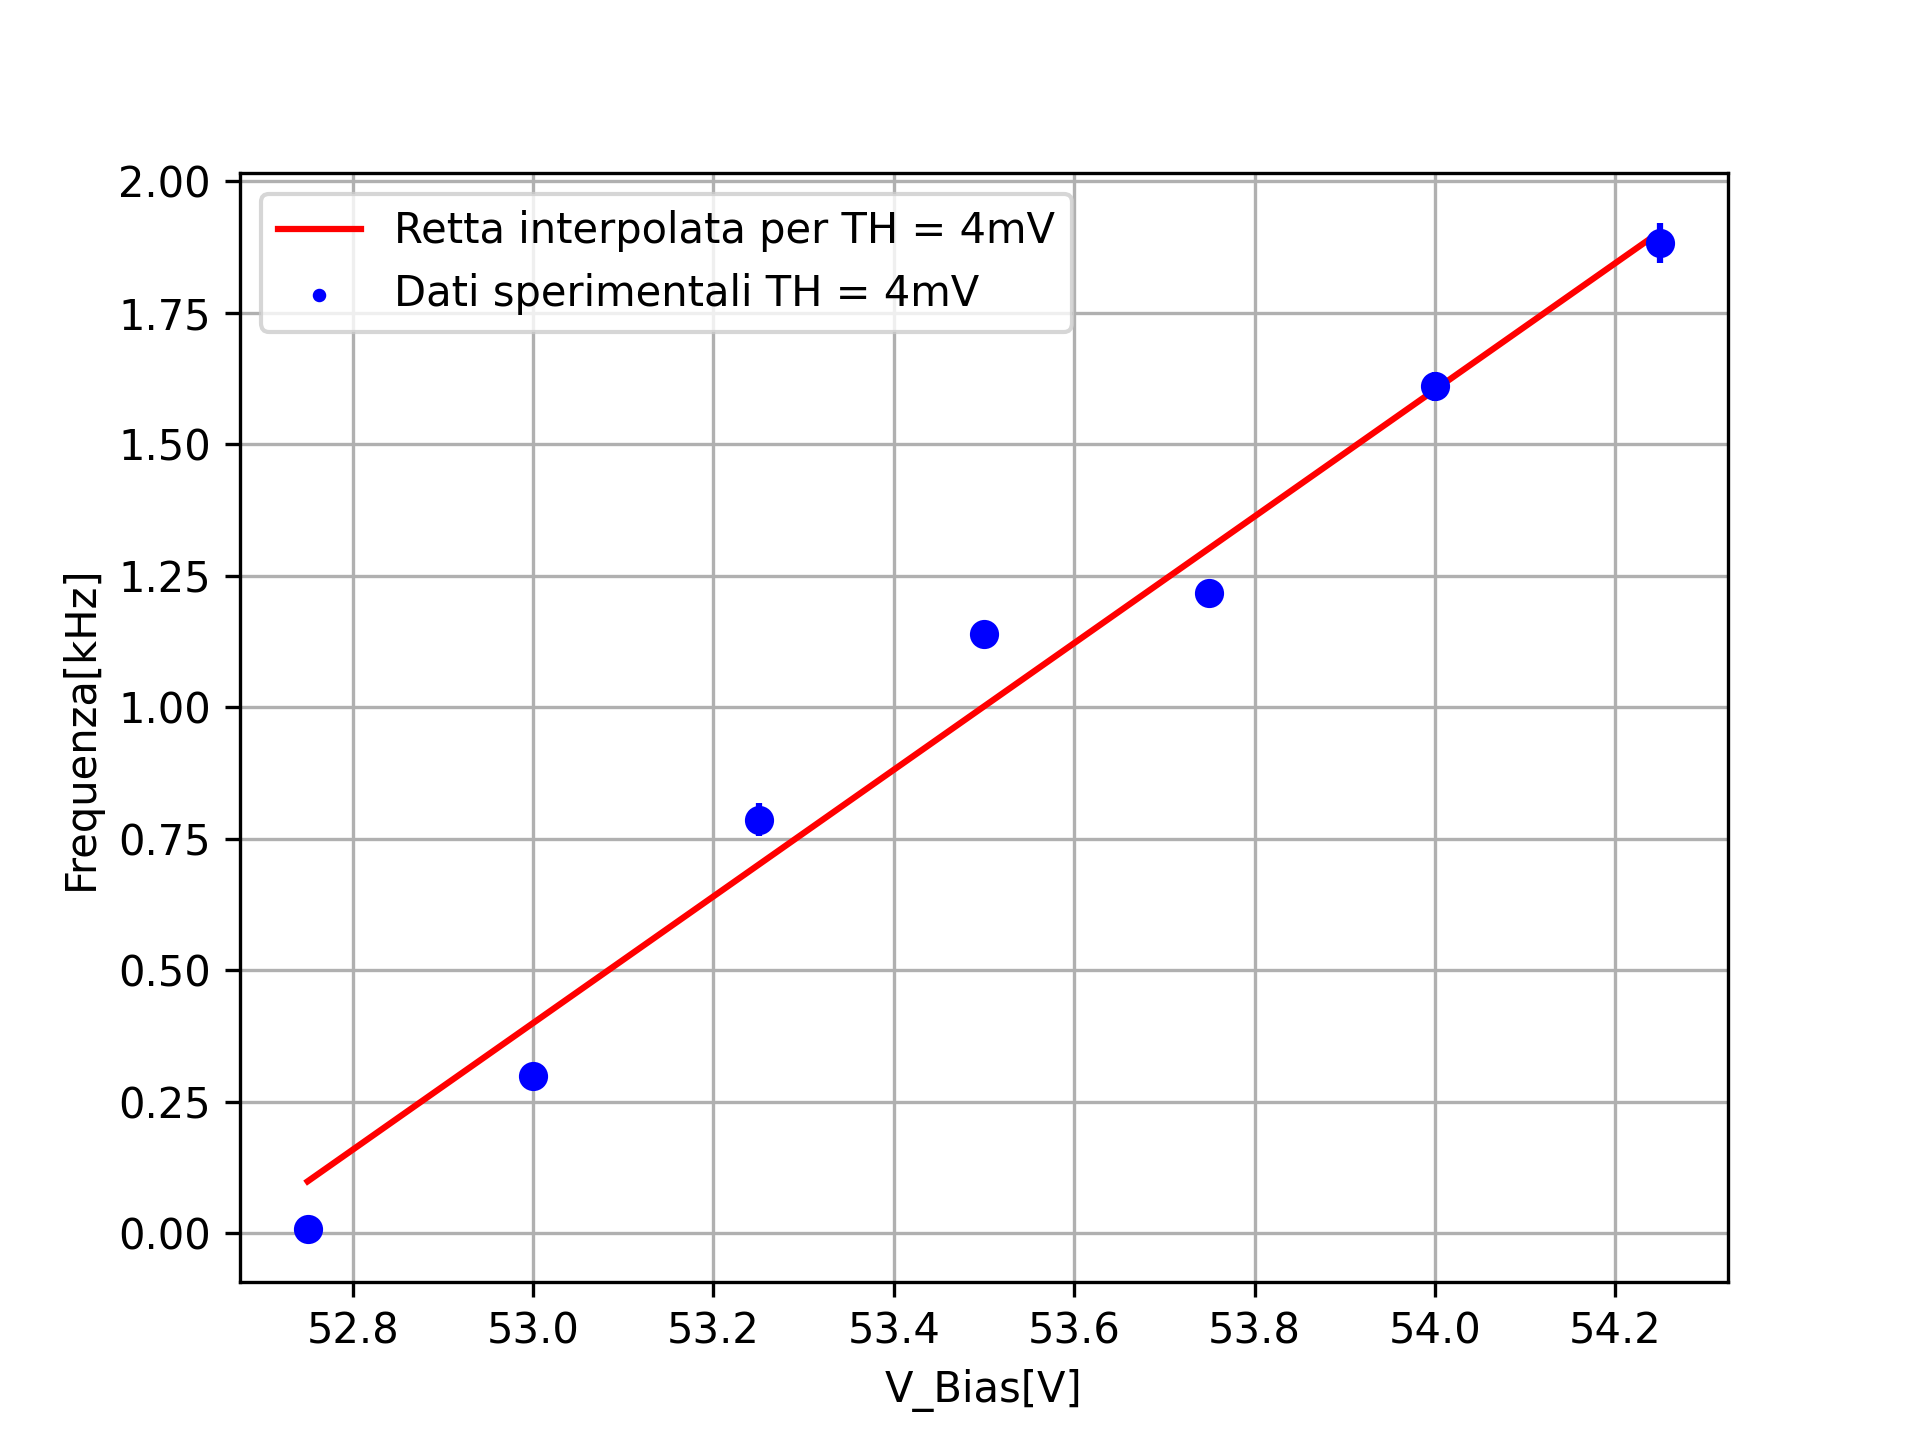 Retta interpolata per TH = 4mV
Dati sperimentali TH = 4mV
Frequenza[kHz]
2.00
1.75
1.50
1.25
1.00
0.75
0.50
0.25
0.00
52.8 53.0 53.2 53.4 53.6 53.8 54.0 54.2
V_Bias[V]